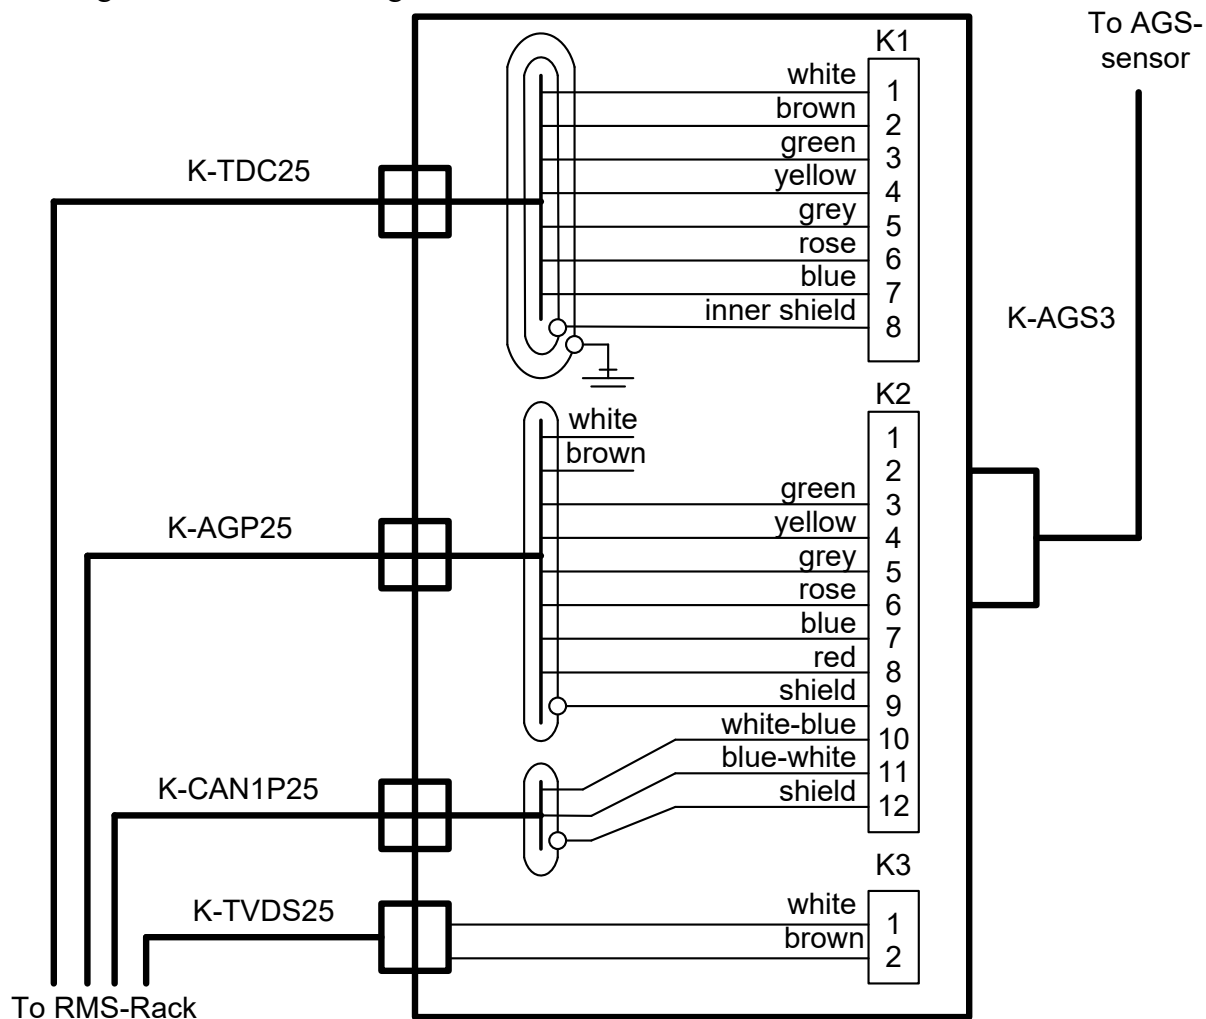 To AGS-
sensor
K1
white 1
brown 2
green 3
yellow 4
grey 5
rose 6
blue 7
inner shield 8
K-TDC25
K-AGS3
K2
white 1
brown 2
green 3
yellow 4
grey 5
rose 6
blue 7
red 8
shield 9
white-blue 10
blue-white 11
shield 12
K-AGP25
K-CAN1P25
K3
white 1
brown 2
K-TVDS25
To RMS-Rack